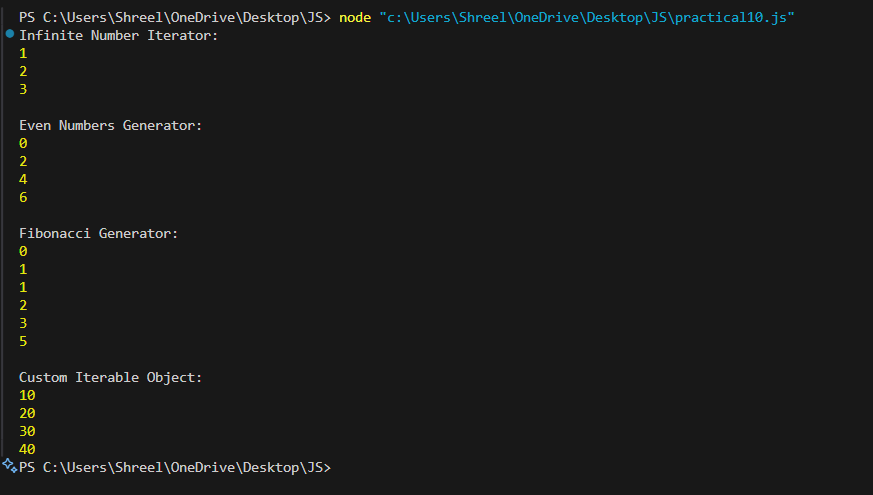 PS C:\Users\Shreel\OneDrive\Desktop\JS> node "c:\Users\Shreel\OneDrive\Desktop\JS\practical10.js"
Infinite Number Iterator:
1
2
3
Even Numbers Generator:
0
2
4
6
Fibonacci Generator:
0
1
1
2
3
5
Custom Iterable Object:
10
20
30
40
PS C:\Users\Shreel\OneDrive\Desktop\JS>